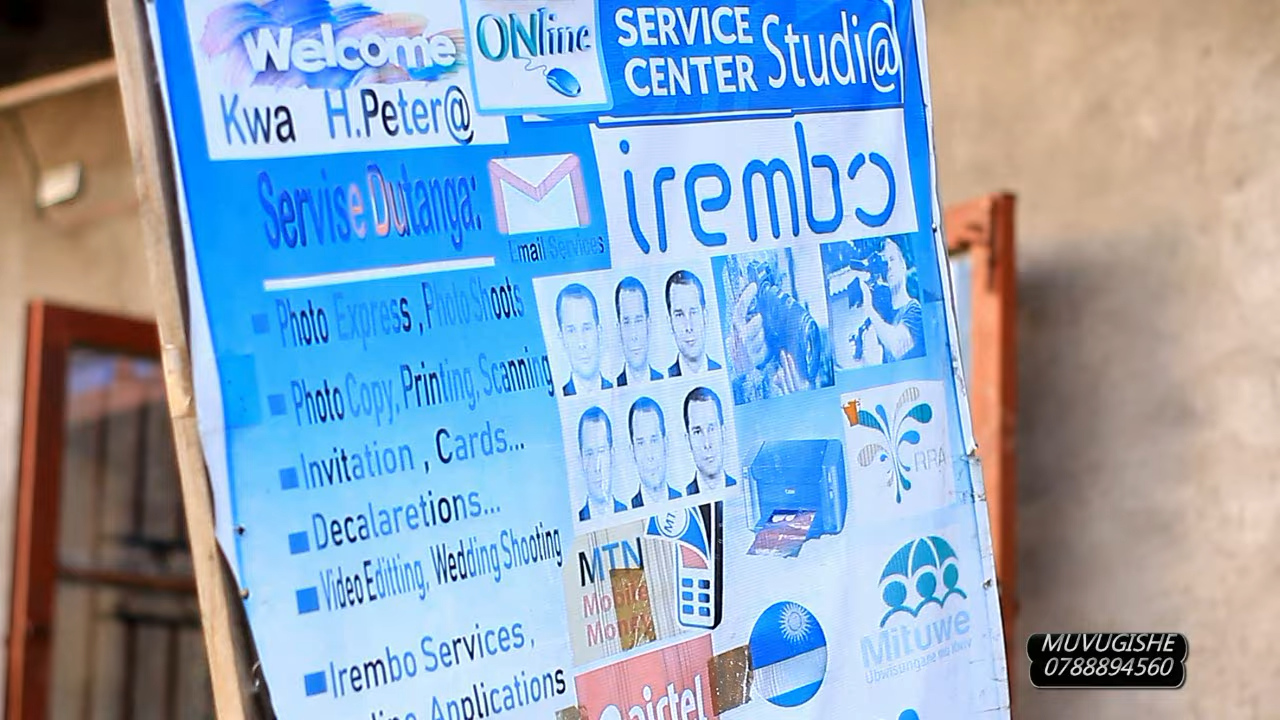 Welcome
Kwa H.Peter@
ONline
SERVICE
CENTER
Studi@
Servise Dutanga:
Email Services
irembo
Photo Express , Photo Shoots
Photo Copy, Printing, Scanning
Invitation , Cards...
Decalaretions...
Video Editting, Wedding Shooting
Irembo Services ,
Applications
RRA
MTN
Mobile
Money
airtel
Mituwe
MUVUGISHE
0788894560